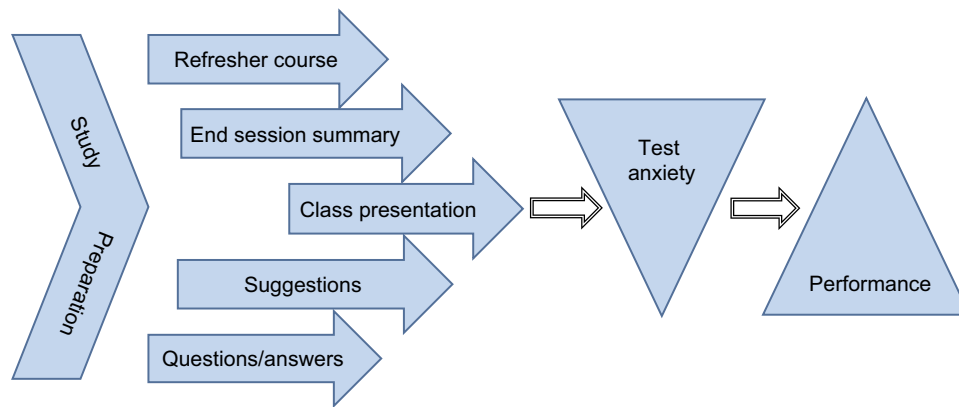 Study
Preparation
Refresher course
End session summary
Class presentation
Suggestions
Questions/answers
Test
anxiety
Performance